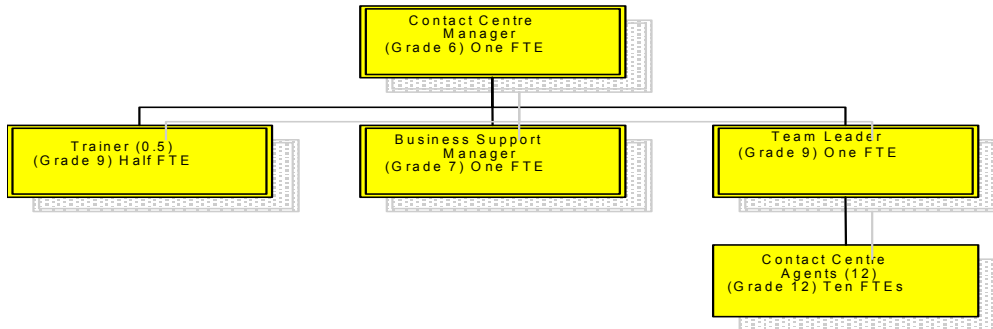 Contact Centre
Manager
(Grade 6) One FTE
Trainer (0.5)
(Grade 9) Half FTE
Business Support
Manager
(Grade 7) One FTE
Team Leader
(Grade 9) One FTE
Contact Centre
Agents (12)
(Grade 12) Ten FTEs